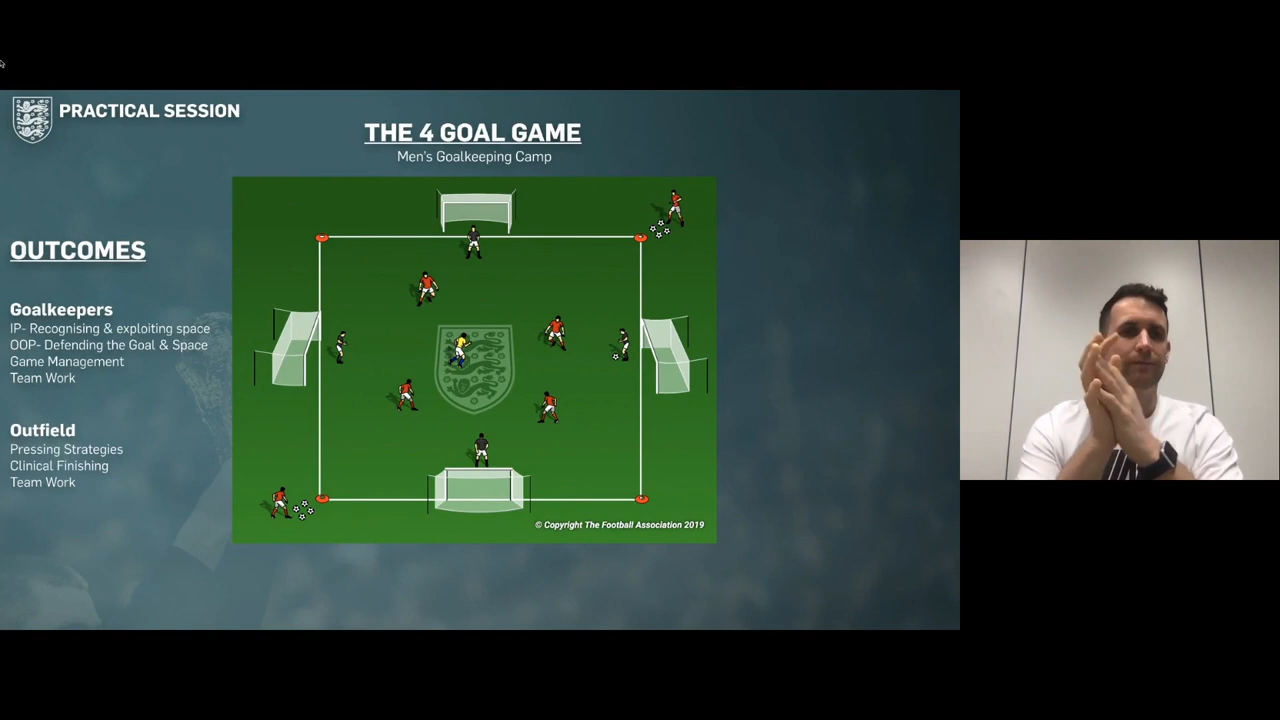 PRACTICAL SESSION
THE 4 GOAL GAME
Men's Goalkeeping Camp
OUTCOMES
Goalkeepers
IP- Recognising & exploiting space
OOP- Defending the Goal & Space
Game Management
Team Work
Outfield
Pressing Strategies
Clinical Finishing
Team Work
© Copyright The Football Association 2019